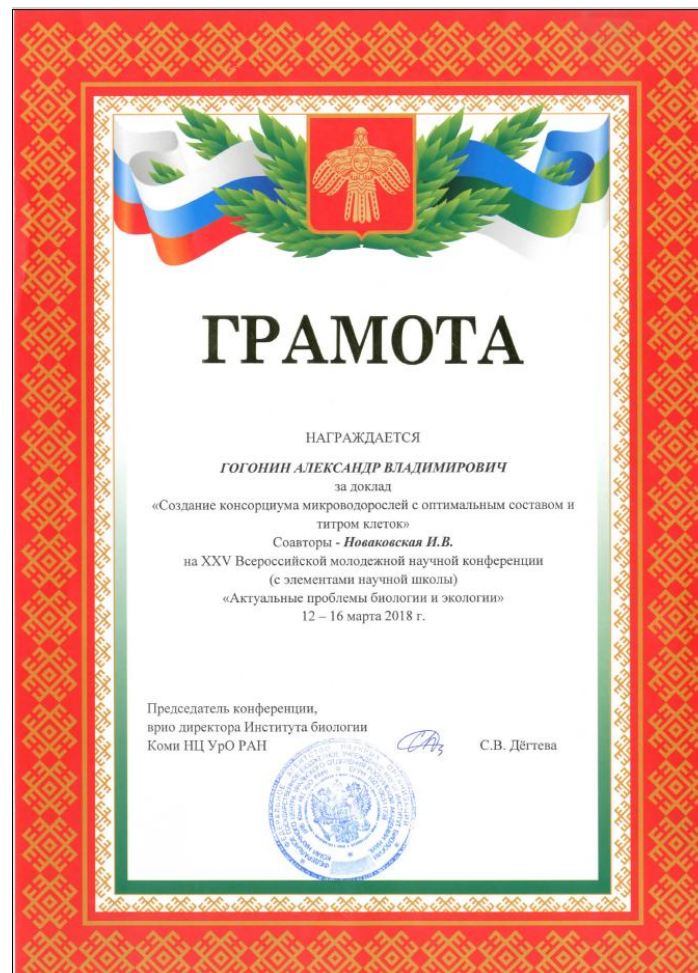 ГРАМОТА
НАГРАЖДАЕТСЯ
ГОГОНИН АЛЕКСАНДР ВЛАДИМИРОВИЧ
за доклад
«Создание консорциума микроводорослей с оптимальным составом и
титром клеток»
Соавторы - Новаковская И.В.
на XXV Всероссийской молодежной научной конференции
(с элементами научной школы)
«Актуальные проблемы биологии и экологии»
12 – 16 марта 2018 г.
Председатель конференции,
врио директора Института биологии
Коми НЦ УрО РАН
С.В. Дёгтева